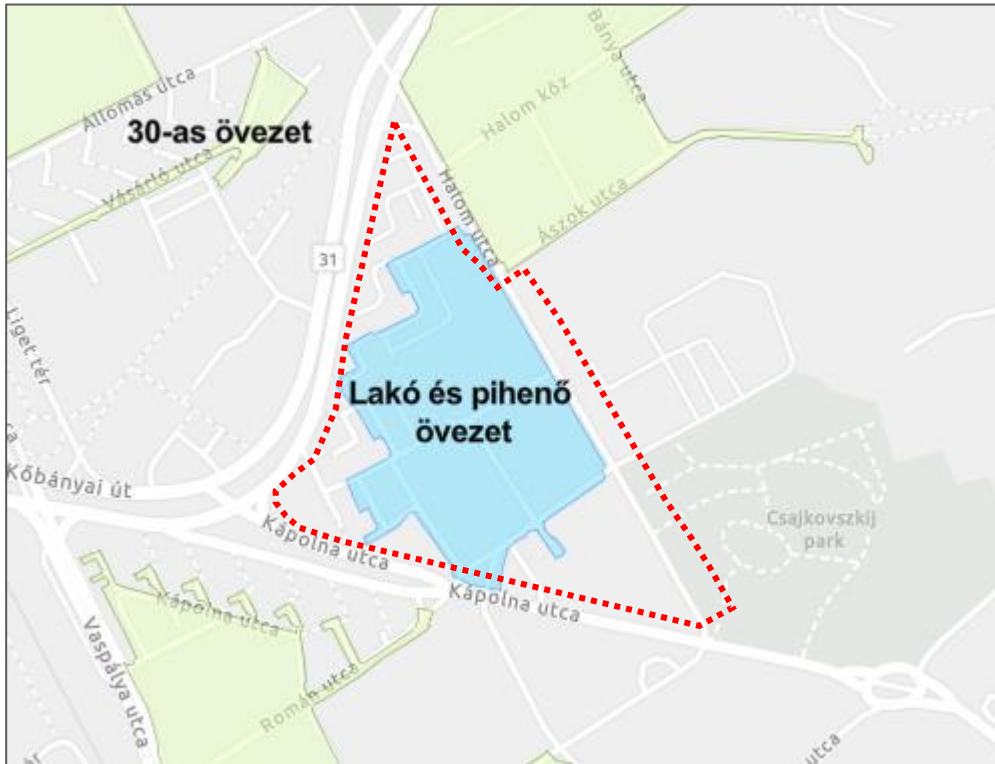 Bánya utca
Állomás utca
30-as övezet
Halom köz
Vásárló utca
Halom utca
Ászok utca
31
Liget tér
Lakó és pihenő
övezet
Kőbányai út
Csajkovszkij
park
Kápolna utca
Kápolna utca
Kápolna utca
Vaspálya utca
Román utca
utca